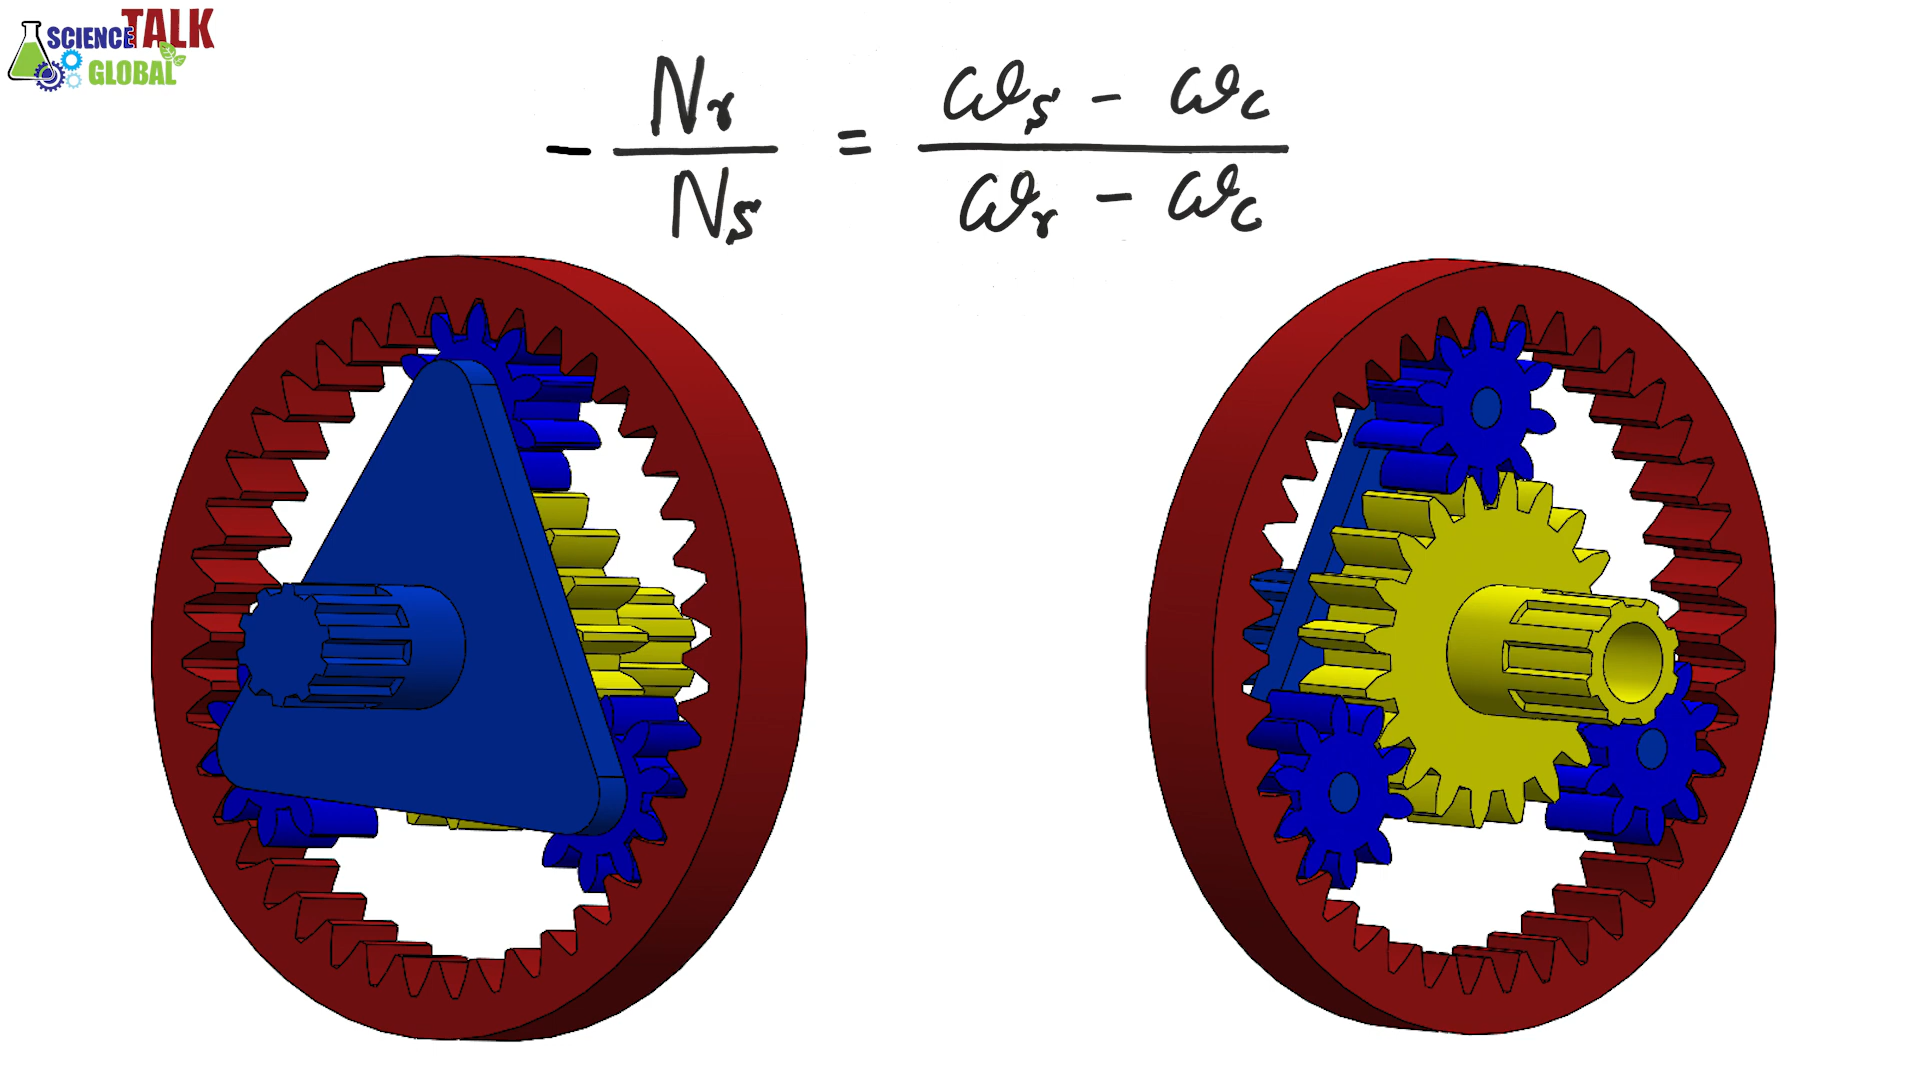 SCIENCE TALK
GLOBAL
- Nr / Ns = ωs - ωc / ωr - ωc